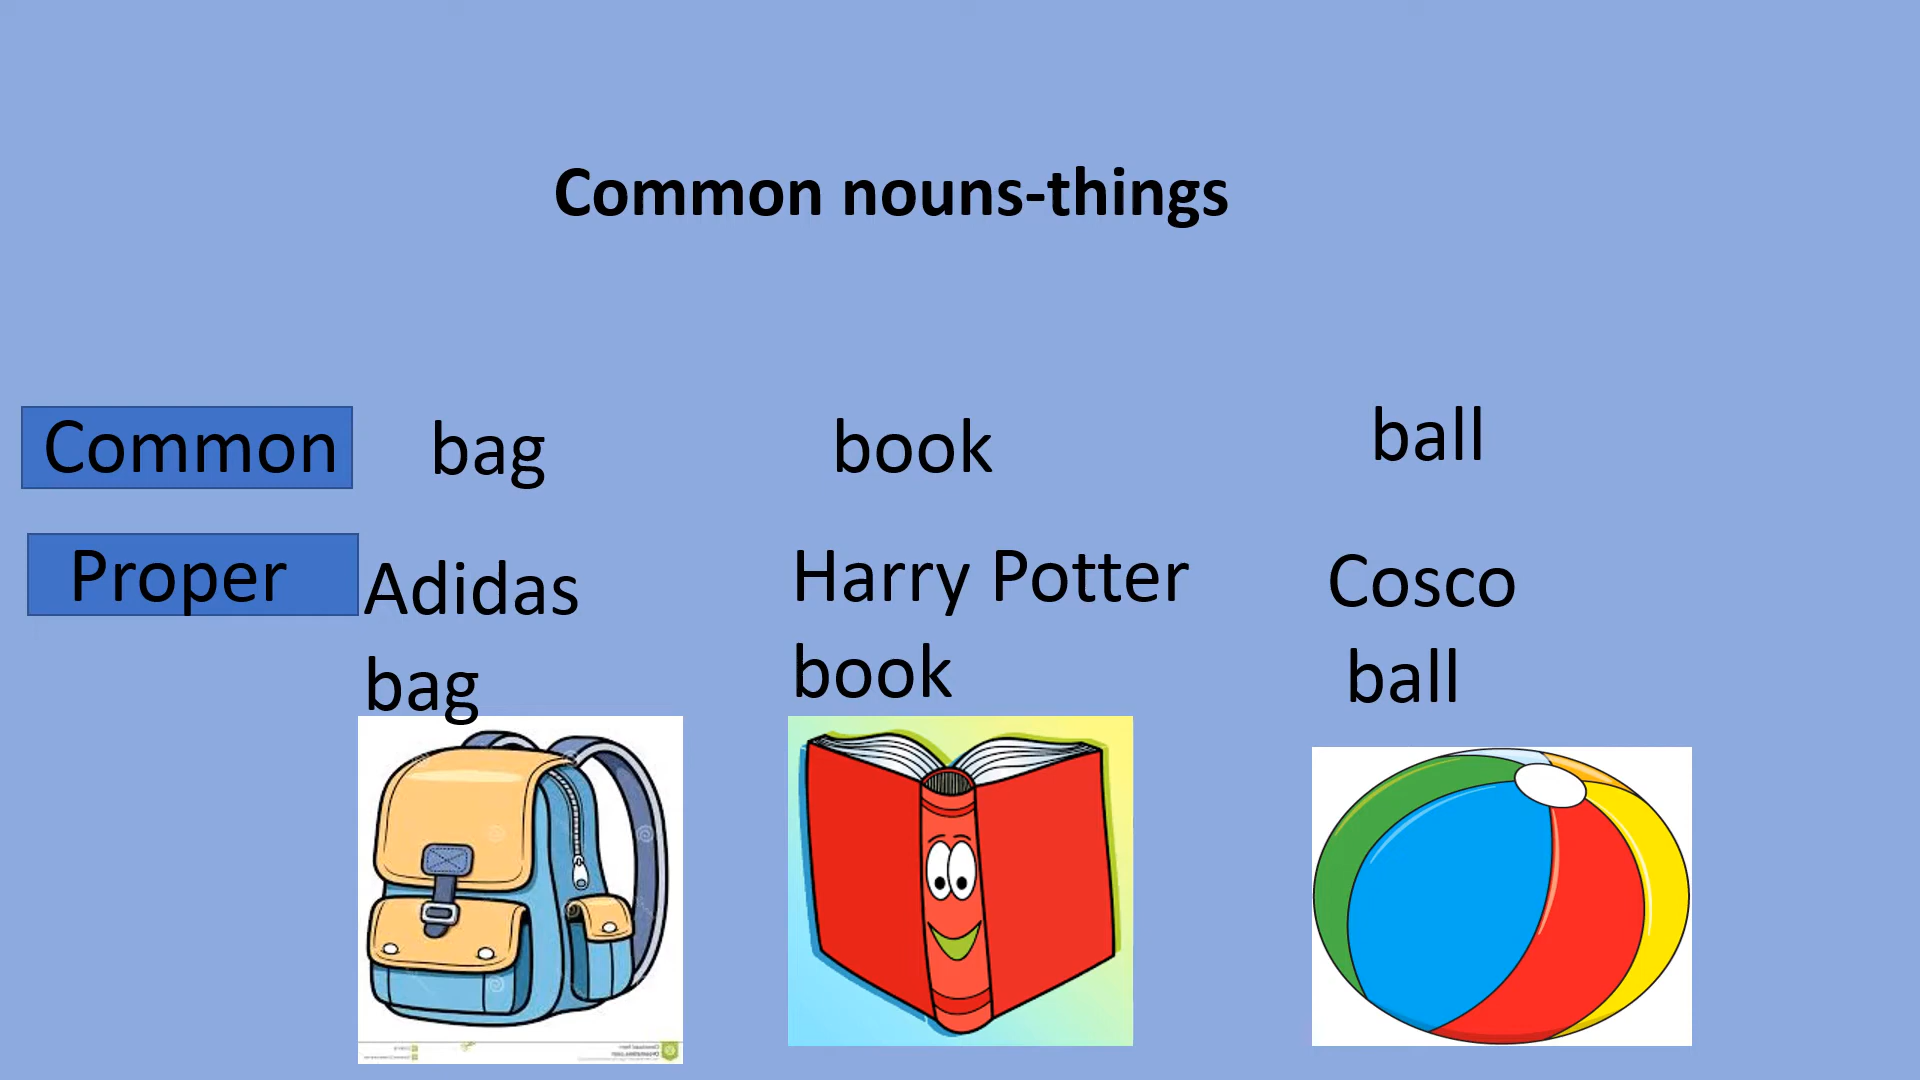 Common nouns-things
Common bag book ball
Proper Adidas Harry Potter Cosco
bag book ball